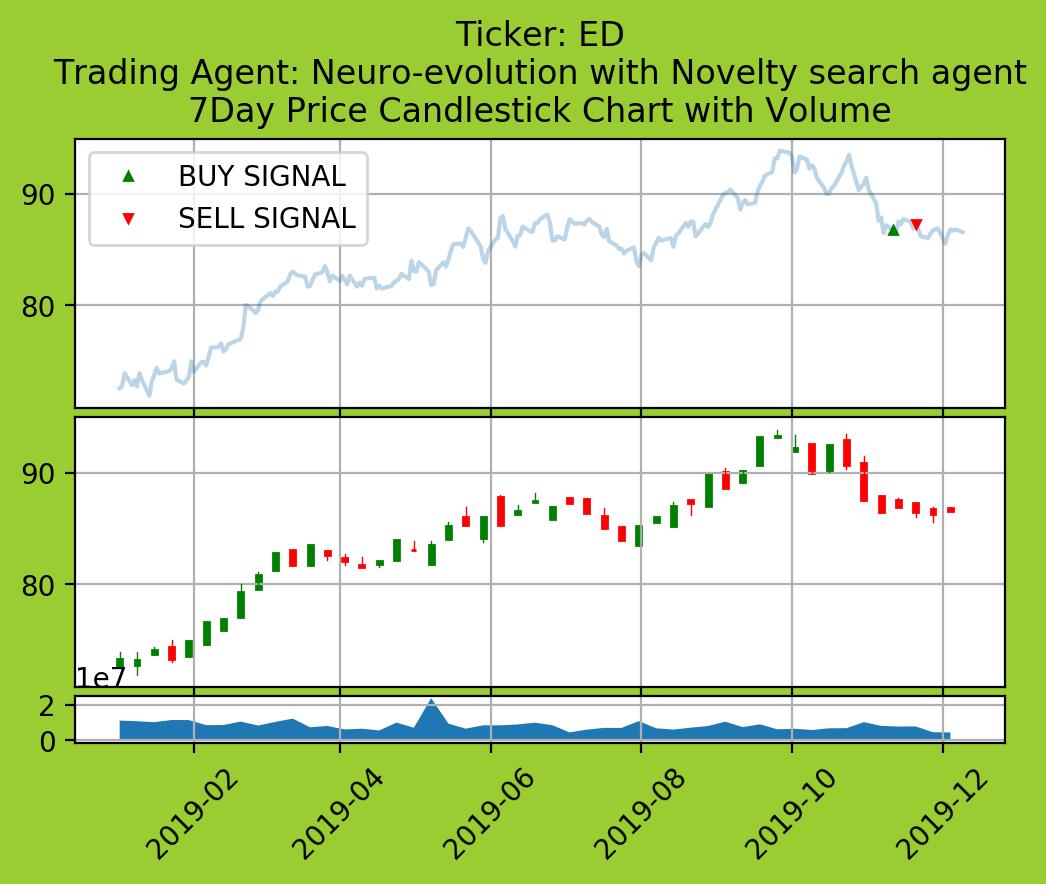 Ticker: ED
Trading Agent: Neuro-evolution with Novelty search agent
7Day Price Candlestick Chart with Volume
BUY SIGNAL
SELL SIGNAL
90
80
90
80
1e7
2
0
2019-02
2019-04
2019-06
2019-08
2019-10
2019-12